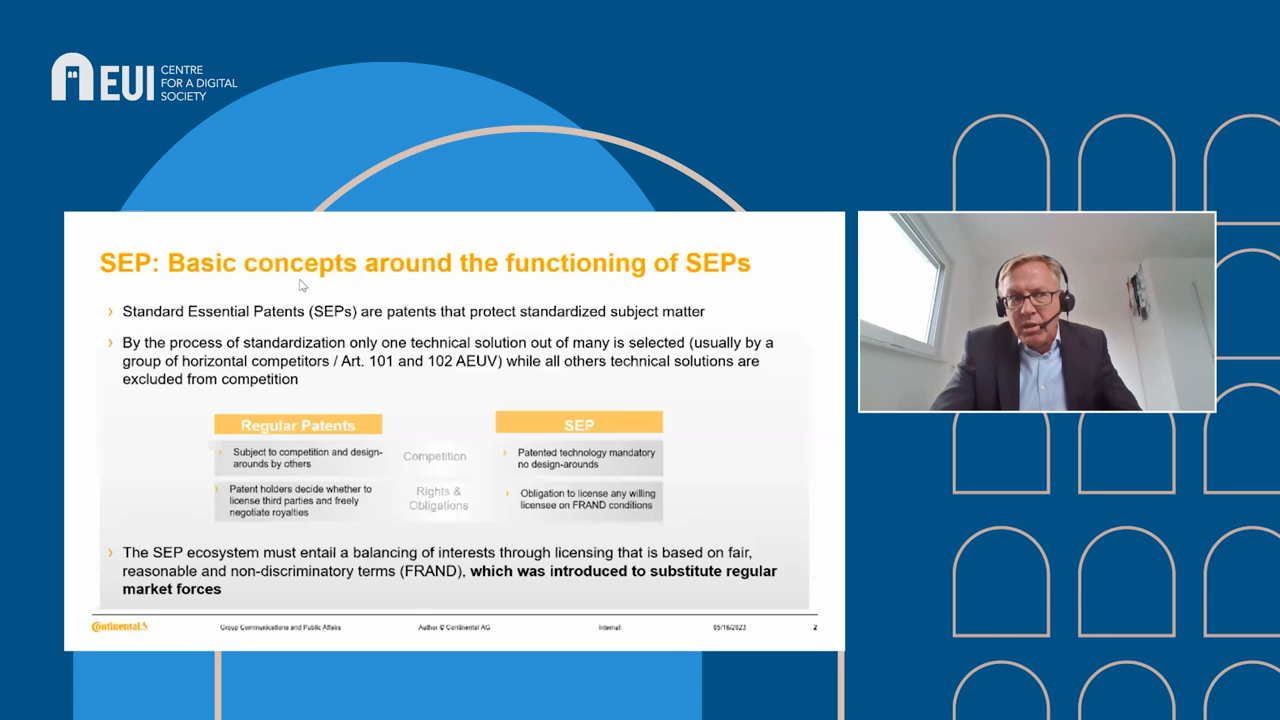 EUI
CENTRE
FOR A DIGITAL
SOCIETY
SEP: Basic concepts around the functioning of SEPs
Standard Essential Patents (SEPs) are patents that protect standardized subject matter
By the process of standardization only one technical solution out of many is selected (usually by a
group of horizontal competitors / Art. 101 and 102 AEUV) while all others technical solutions are
excluded from competition
Regular Patents
Subject to competition and design-
arounds by others
Patent holders decide whether to
license third parties and freely
negotiate royalties
Competition
Rights &
Obligations
SEP
Patented technology mandatory
no design-arounds
Obligation to license any willing
licensee on FRAND conditions
The SEP ecosystem must entail a balancing of interests through licensing that is based on fair,
reasonable and non-discriminatory terms (FRAND), which was introduced to substitute regular
market forces
Continental
Group Communications and Public Affairs
Author © Continental AG
Internal
05/16/2023
2